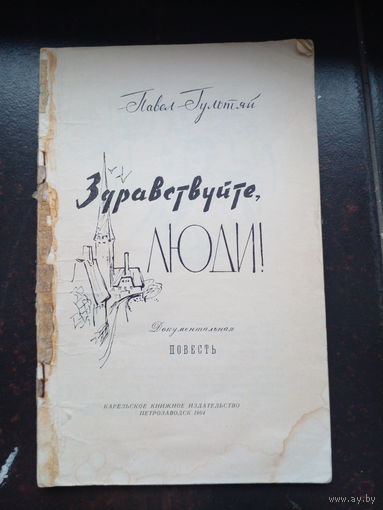 Павел Гультяй
Здравствуйте,
ЛЮДИ!
Документальная
ПОВЕСТЬ
КАРЕЛЬСКОЕ КНИЖНОЕ ИЗДАТЕЛЬСТВО
ПЕТРОЗАВОДСК 1964
www.ay.by